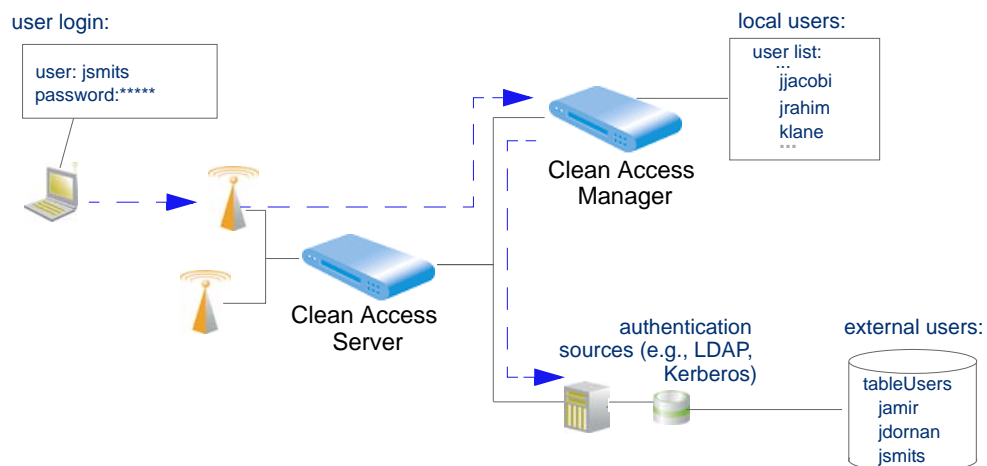 user login:
user: jsmits
password:*****
local users:
user list:
...
jjacobi
jrahim
klane
...
Clean Access
Manager
Clean Access
Server
authentication
sources (e.g., LDAP,
Kerberos)
external users:
tableUsers
jamir
jdornan
jsmits